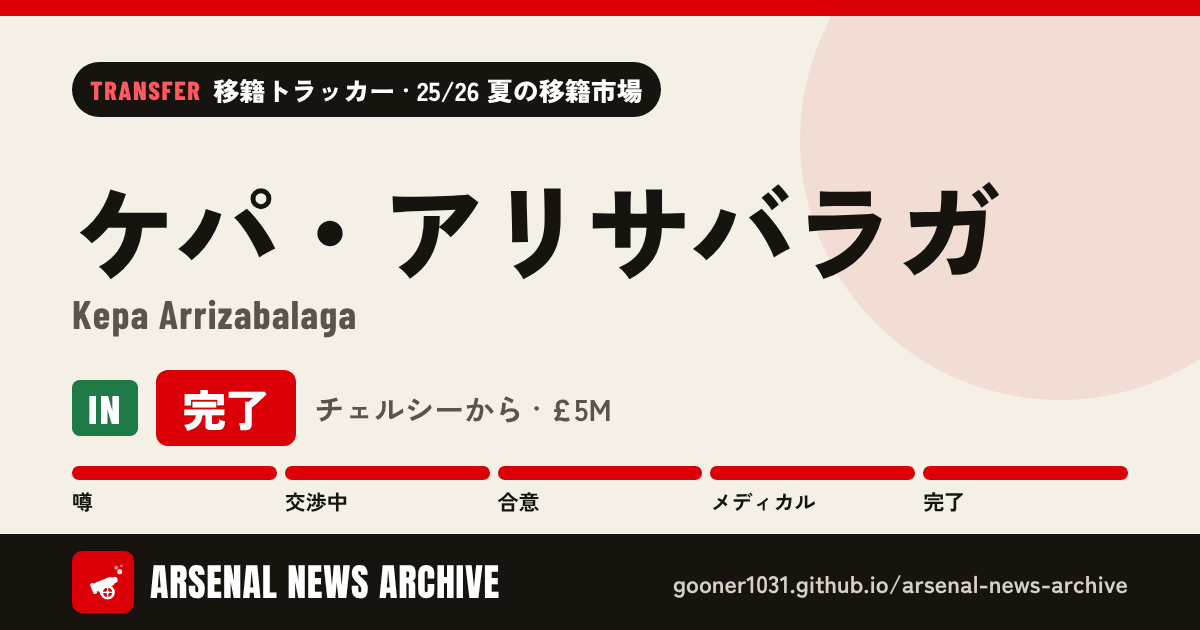 TRANSFER 移籍トラッカー · 25/26 夏の移籍市場
ケパ・アリサバラガ
Kepa Arrizabalaga
IN 完了 チェルシーから · £5M
噂 交渉中 合意 メディカル 完了
ARSENAL NEWS ARCHIVE gooner1031.github.io/arsenal-news-archive